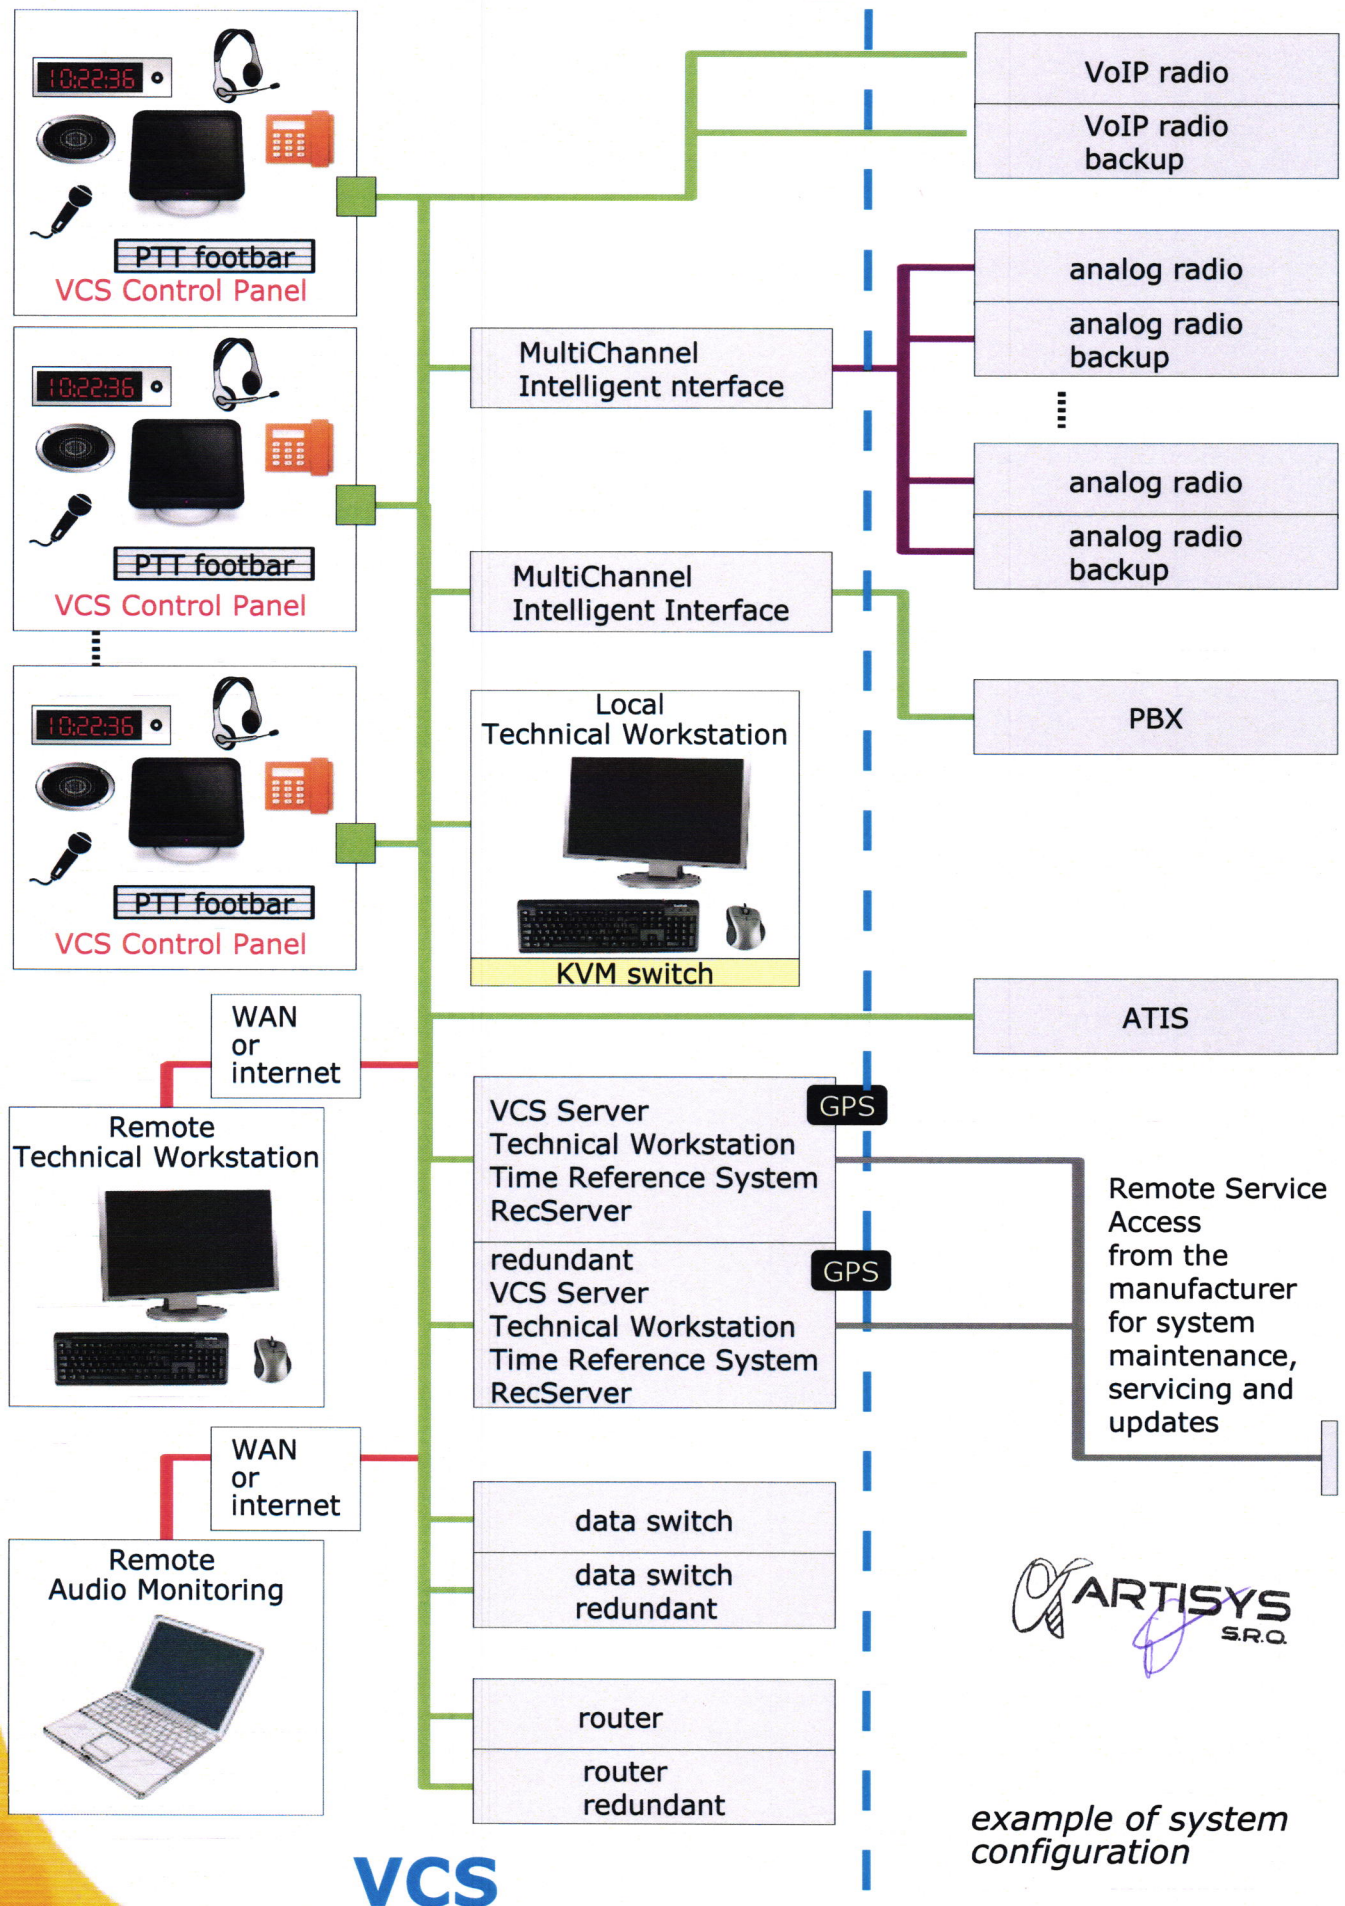 10:22:36
PTT footbar
VCS Control Panel
10:22:36
PTT footbar
VCS Control Panel
10:22:36
PTT footbar
VCS Control Panel
WAN
or
internet
Remote
Technical Workstation
WAN
or
internet
Remote
Audio Monitoring
MultiChannel
Intelligent nterface
MultiChannel
Intelligent Interface
Local
Technical Workstation
KVM switch
VCS Server
Technical Workstation
Time Reference System
RecServer
GPS
redundant
VCS Server
Technical Workstation
Time Reference System
RecServer
GPS
data switch
data switch
redundant
router
router
redundant
VoIP radio
VoIP radio
backup
analog radio
analog radio
backup
analog radio
analog radio
backup
PBX
ATIS
Remote Service
Access
from the
manufacturer
for system
maintenance,
servicing and
updates
ARTISYS
S.R.O.
example of system
configuration
VCS